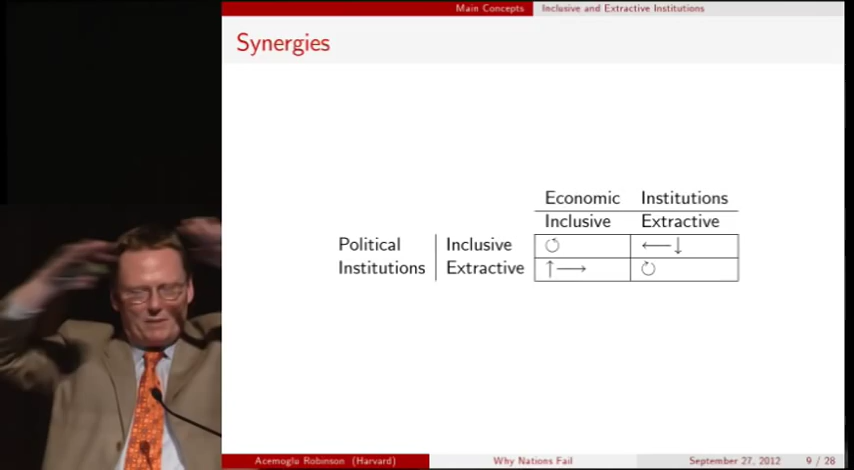 Main Concepts Inclusive and Extractive Institutions
Synergies
Economic Institutions
Inclusive Extractive
Political Inclusive ↺ ←↓
Institutions Extractive ↑→ ↻
Acemoglu Robinson (Harvard) Why Nations Fail September 27, 2012 9 / 28